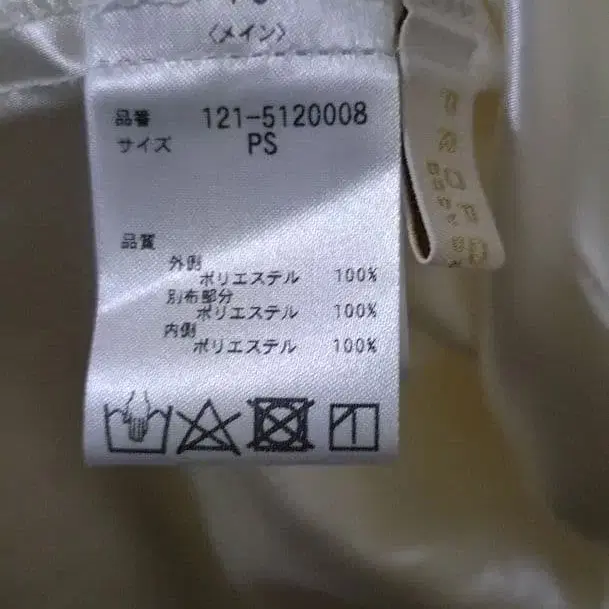 〈メイン〉
品番 121-5120008
サイズ PS
品質
外側
ポリエステル 100%
別布部分
ポリエステル 100%
内側
ポリエステル 100%